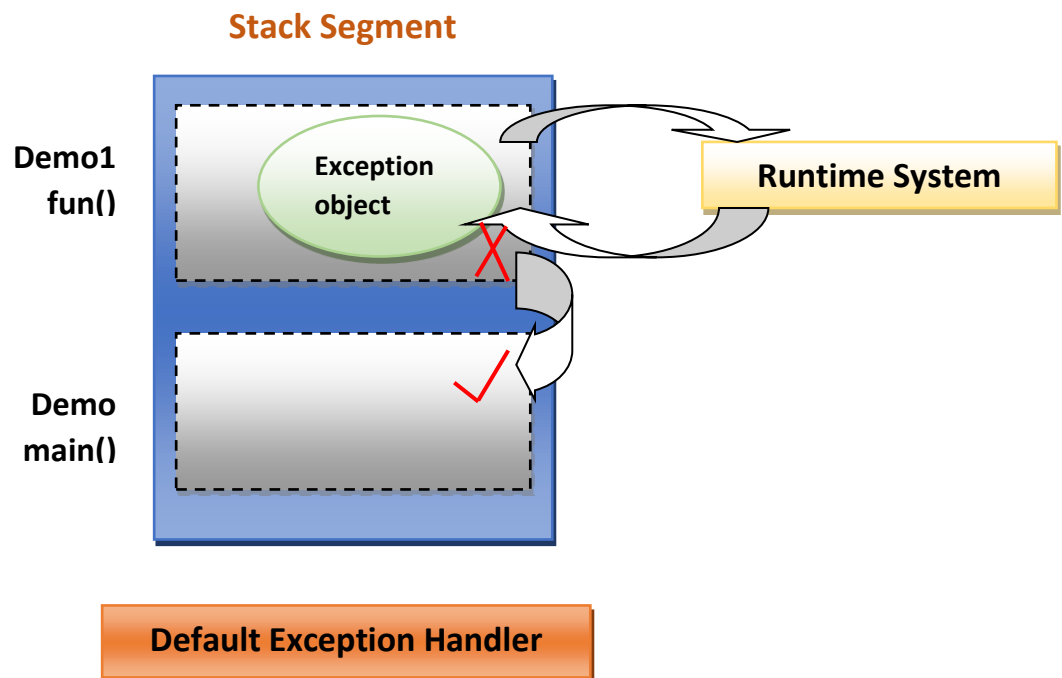 Stack Segment
Demo1
fun()
Exception
object
Runtime System
Demo
main()
Default Exception Handler